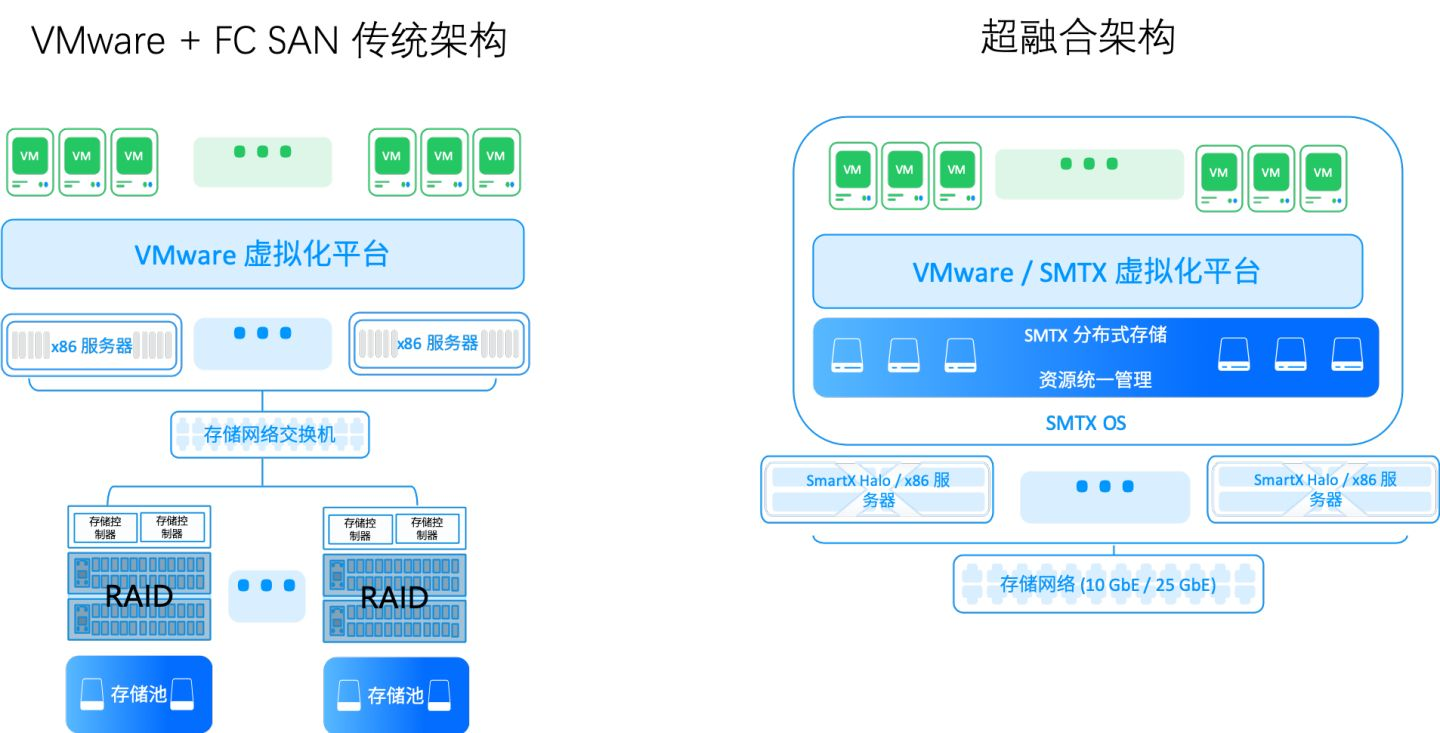 VMware + FC SAN 传统架构
VM VM VM VM VM VM
VMware 虚拟化平台
x86 服务器 x86 服务器
存储网络交换机
存储控
制器
存储控
制器
存储控
制器
存储控
制器
RAID RAID
存储池 存储池
超融合架构
VM VM VM VM VM VM
VMware / SMTX 虚拟化平台
SMTX 分布式存储
资源统一管理
SMTX OS
SmartX Halo / x86 服
务器
SmartX Halo / x86 服
务器
存储网络 (10 GbE / 25 GbE)